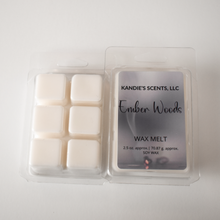 KANDIE'S SCENTS, LLC
Ember Woods
WAX MELT
2.5 oz. approx | 70.87 g. approx
SOY WAX